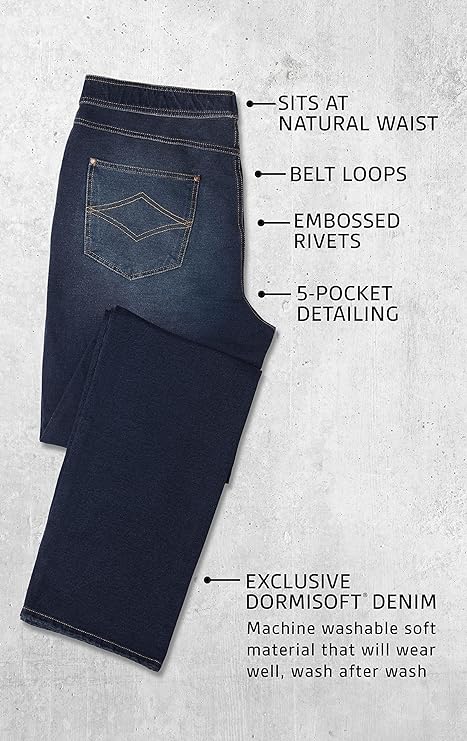 SITS AT
NATURAL WAIST
BELT LOOPS
EMBOSSED
RIVETS
5-POCKET
DETAILING
EXCLUSIVE
DORMISOFT® DENIM
Machine washable soft
material that will wear
well, wash after wash